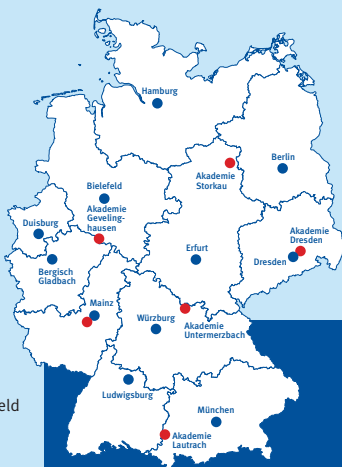 Hamburg
Akademie
Storkau
Berlin
Bielefeld
Akademie
Geveling-
hausen
Duisburg
Akademie
Dresden
Erfurt
Dresden
Bergisch
Gladbach
Mainz
Würzburg
Akademie
Untermerzbach
Ludwigsburg
eld
München
Akademie
Lautrach